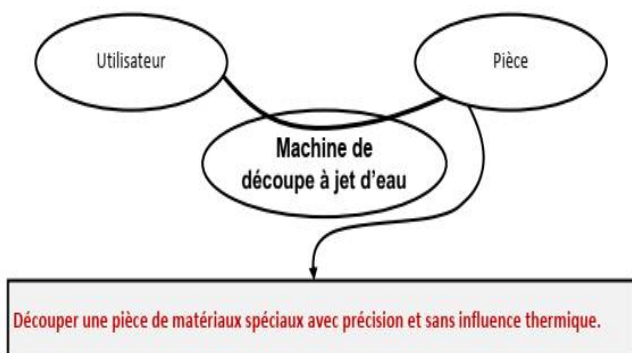 Utilisateur
Pièce
Machine de
découpe à jet d’eau
Découper une pièce de matériaux spéciaux avec précision et sans influence thermique.